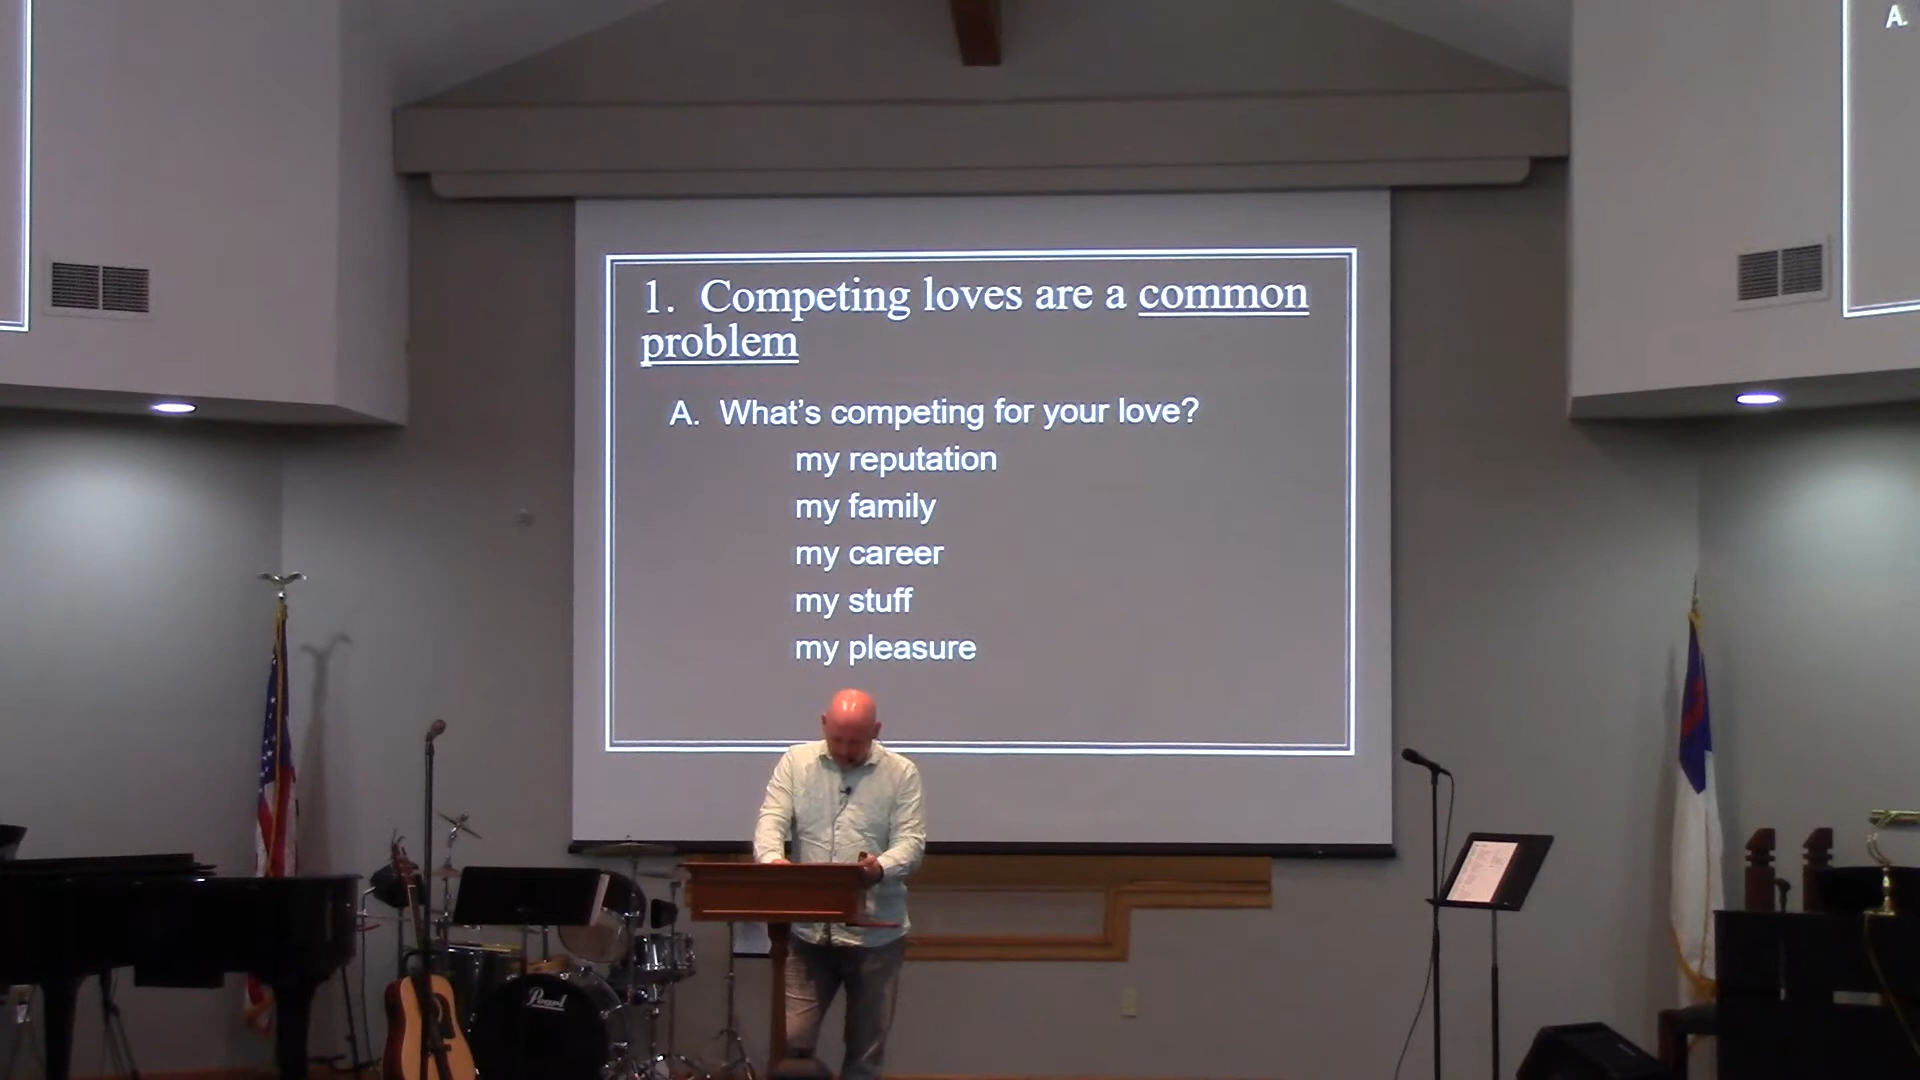 A.
1. Competing loves are a common
problem
A. What's competing for your love?
my reputation
my family
my career
my stuff
my pleasure
Pearl